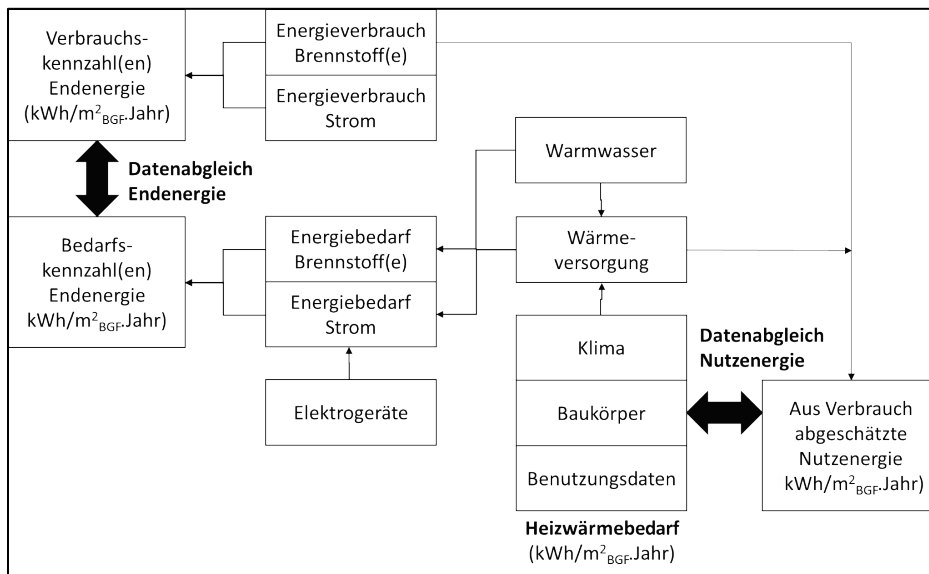 Verbrauchs-
kennzahl(en)
Endenergie
(kWh/m²BGF.Jahr)
Energieverbrauch
Brennstoff(e)
Energieverbrauch
Strom
Datenabgleich
Endenergie
Warmwasser
Bedarfs-
kennzahl(en)
Endenergie
kWh/m²BGF.Jahr)
Energiebedarf
Brennstoff(e)
Energiebedarf
Strom
Wärme-
versorgung
Elektrogeräte
Klima
Baukörper
Benutzungsdaten
Datenabgleich
Nutzenergie
Aus Verbrauch
abgeschätzte
Nutzenergie
kWh/m²BGF.Jahr)
Heizwärmebedarf
(kWh/m²BGF.Jahr)